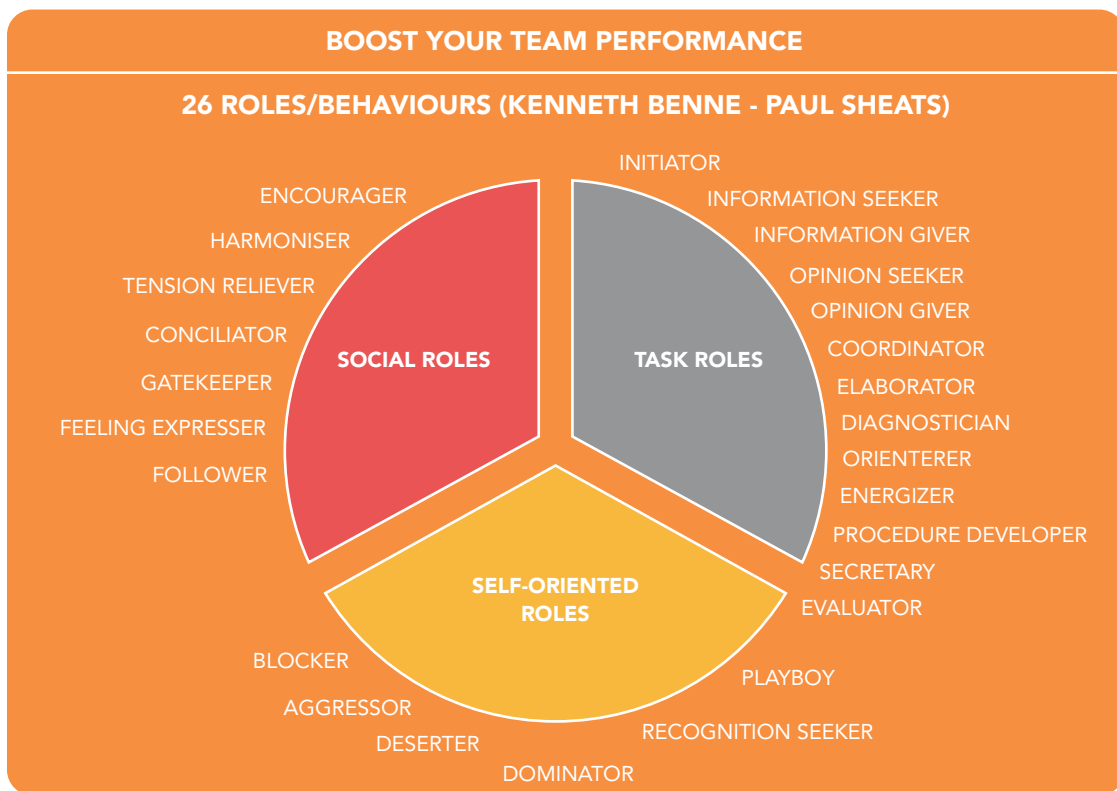 BOOST YOUR TEAM PERFORMANCE
26 ROLES/BEHAVIOURS (KENNETH BENNE - PAUL SHEATS)
ENCOURAGER
HARMONISER
TENSION RELIEVER
CONCILIATOR
GATEKEEPER
FEELING EXPRESSER
FOLLOWER
SOCIAL ROLES
INITIATOR
INFORMATION SEEKER
INFORMATION GIVER
OPINION SEEKER
OPINION GIVER
COORDINATOR
ELABORATOR
DIAGNOSTICIAN
ORIENTERER
ENERGIZER
PROCEDURE DEVELOPER
SECRETARY
EVALUATOR
TASK ROLES
SELF-ORIENTED
ROLES
BLOCKER
AGGRESSOR
DESERTER
DOMINATOR
RECOGNITION SEEKER
PLAYBOY